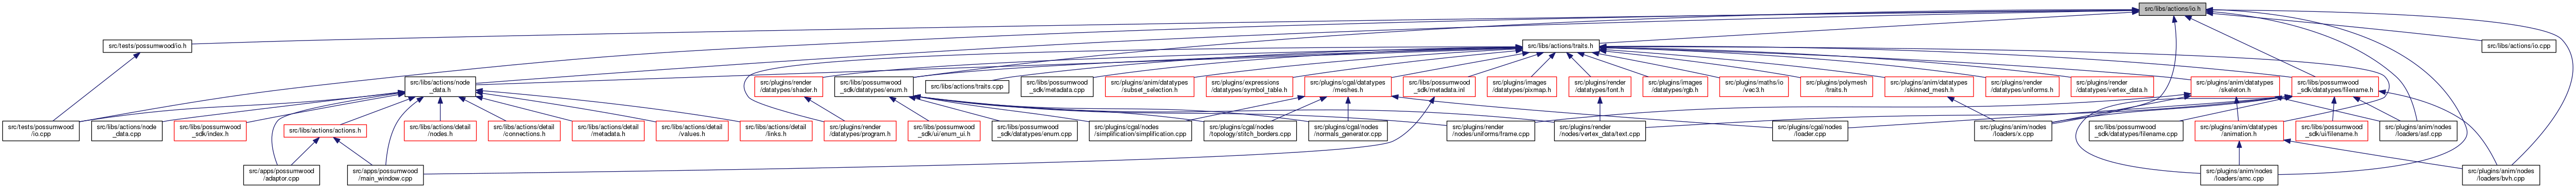 src/libs/actions/io.h
src/tests/possumwood/io.h
src/libs/actions/traits.h
src/libs/actions/io.cpp
src/libs/actions/node
_data.h
src/plugins/render
/datatypes/shader.h
src/libs/possumwood
_sdk/datatypes/enum.h
src/libs/actions/traits.cpp
src/libs/possumwood
_sdk/metadata.cpp
src/plugins/anim/datatypes
/subset_selection.h
src/plugins/expressions
/datatypes/symbol_table.h
src/plugins/cgal/datatypes
/meshes.h
src/libs/possumwood
_sdk/metadata.inl
src/plugins/images
/datatypes/pixmap.h
src/plugins/render
/datatypes/font.h
src/plugins/images
/datatypes/rgb.h
src/plugins/maths/io
/vec3.h
src/plugins/polymesh
/traits.h
src/plugins/anim/datatypes
/skinned_mesh.h
src/plugins/render
/datatypes/uniforms.h
src/plugins/render
/datatypes/vertex_data.h
src/plugins/anim/datatypes
/skeleton.h
src/libs/possumwood
_sdk/datatypes/filename.h
src/tests/possumwood
/io.cpp
src/libs/actions/node
_data.cpp
src/libs/possumwood
_sdk/index.h
src/libs/actions/actions.h
src/libs/actions/detail
/nodes.h
src/libs/actions/detail
/connections.h
src/libs/actions/detail
/metadata.h
src/libs/actions/detail
/values.h
src/libs/actions/detail
/links.h
src/plugins/render
/datatypes/program.h
src/libs/possumwood
_sdk/ui/enum_ui.h
src/libs/possumwood
_sdk/datatypes/enum.cpp
src/plugins/cgal/nodes
/simplification/simplification.cpp
src/plugins/cgal/nodes
/topology/stitch_borders.cpp
src/plugins/cgal/nodes
/normals_generator.cpp
src/plugins/render
/nodes/uniforms/frame.cpp
src/plugins/render
/nodes/vertex_data/text.cpp
src/plugins/cgal/nodes
/loader.cpp
src/plugins/anim/nodes
/loaders/x.cpp
src/libs/possumwood
_sdk/datatypes/filename.cpp
src/plugins/anim/datatypes
/animation.h
src/libs/possumwood
_sdk/ui/filename.h
src/plugins/anim/nodes
/loaders/asf.cpp
src/apps/possumwood
/adaptor.cpp
src/apps/possumwood
/main_window.cpp
src/plugins/anim/nodes
/loaders/amc.cpp
src/plugins/anim/nodes
/loaders/bvh.cpp